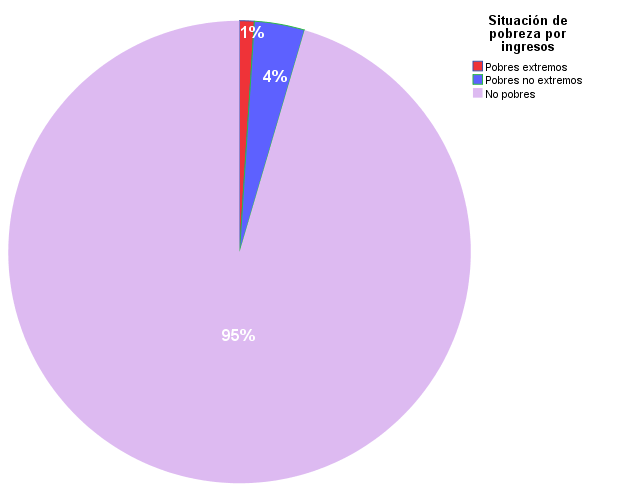 Situación de
pobreza por
ingresos
Pobres extremos
Pobres no extremos
No pobres
1%
4%
95%